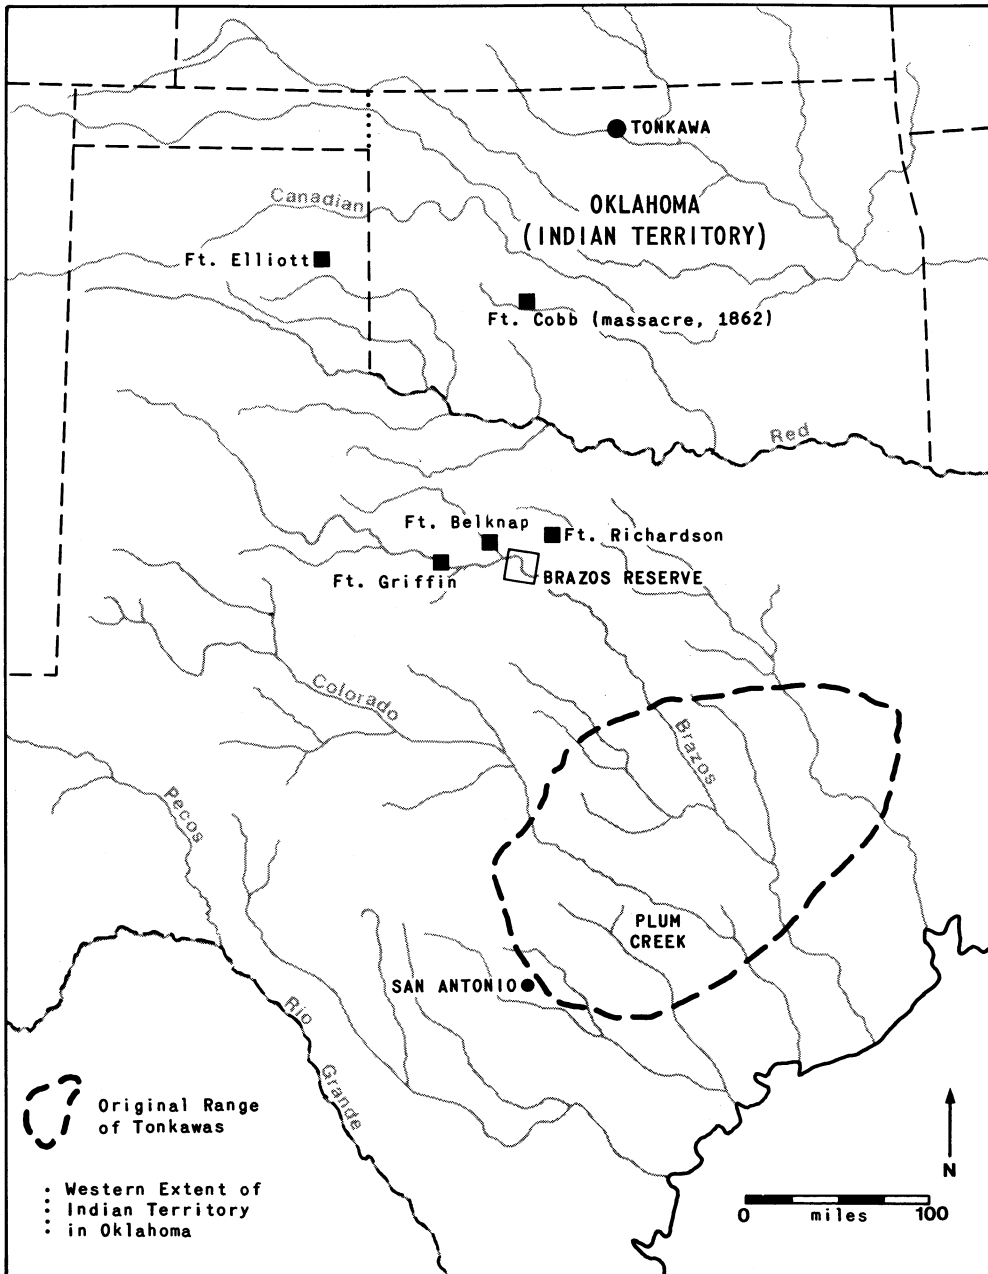 TONKAWA
Canadian
OKLAHOMA
(INDIAN TERRITORY)
Ft. Elliott
Ft. Cobb (massacre, 1862)
Red
Ft. Belknap
Ft. Richardson
Ft. Griffin
BRAZOS RESERVE
Colorado
Brazos
Pecos
PLUM
CREEK
SAN ANTONIO
Rio
Grande
Original Range
of Tonkawas
Western Extent of
Indian Territory
in Oklahoma
N
0 miles 100